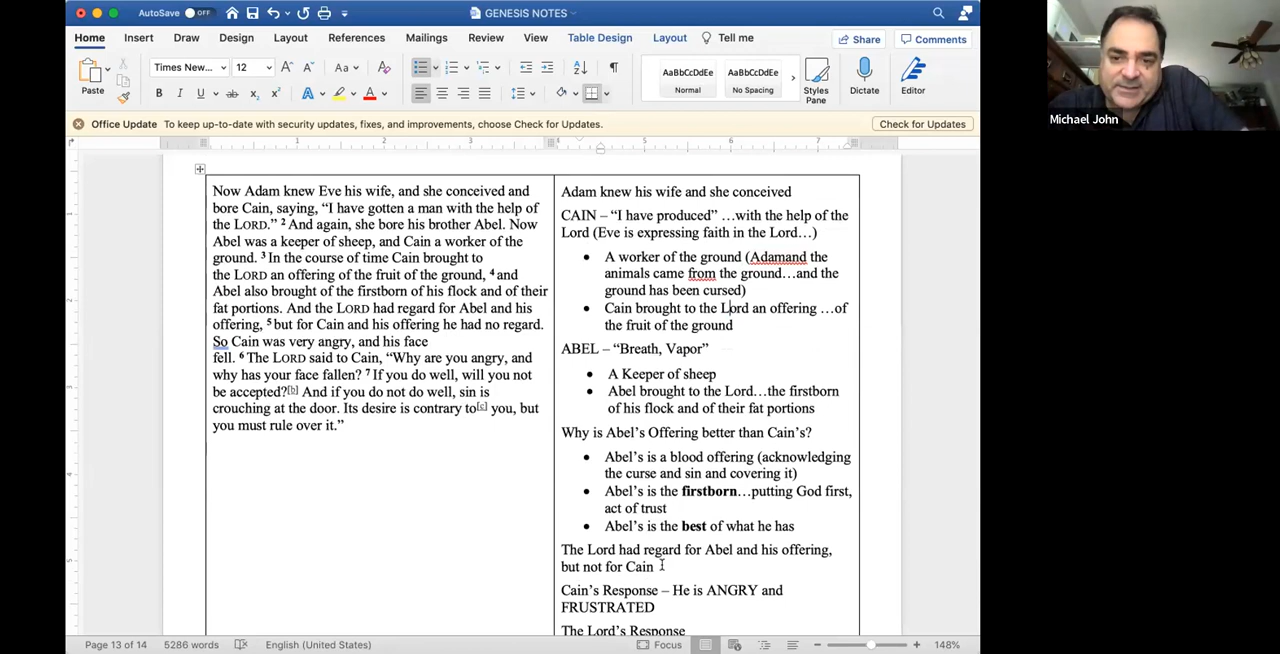 AutoSave OFF GENESIS NOTES
Home Insert Draw Design Layout References Mailings Review View Table Design Layout Tell me Share Comments
Times New... 12 Aa AaBbCcDdEe AaBbCcDdEe
Paste Normal No Spacing Styles Pane Dictate Editor
Office Update To keep up-to-date with security updates, fixes, and improvements, choose Check for Updates. Check for Updates
1 2 3 4 5 6 7
Now Adam knew Eve his wife, and she conceived and
bore Cain, saying, “I have gotten a man with the help of
the LORD.” 2 And again, she bore his brother Abel. Now
Abel was a keeper of sheep, and Cain a worker of the
ground. 3 In the course of time Cain brought to
the LORD an offering of the fruit of the ground, 4 and
Abel also brought of the firstborn of his flock and of their
fat portions. And the LORD had regard for Abel and his
offering, 5 but for Cain and his offering he had no regard.
So Cain was very angry, and his face
fell. 6 The LORD said to Cain, “Why are you angry, and
why has your face fallen? 7 If you do well, will you not
be accepted?[b] And if you do not do well, sin is
crouching at the door. Its desire is contrary to[c] you, but
you must rule over it.”
Adam knew his wife and she conceived
CAIN – “I have produced” …with the help of the
Lord (Eve is expressing faith in the Lord…)
• A worker of the ground (Adamand the
animals came from the ground…and the
ground has been cursed)
• Cain brought to the Lord an offering …of
the fruit of the ground
ABEL – “Breath, Vapor”
• A Keeper of sheep
• Abel brought to the Lord…the firstborn
of his flock and of their fat portions
Why is Abel’s Offering better than Cain’s?
• Abel’s is a blood offering (acknowledging
the curse and sin and covering it)
• Abel’s is the firstborn…putting God first,
act of trust
• Abel’s is the best of what he has
The Lord had regard for Abel and his offering,
but not for Cain
Cain’s Response – He is ANGRY and
FRUSTRATED
The Lord’s Response
Page 13 of 14 5286 words English (United States) Focus 148%
Michael John